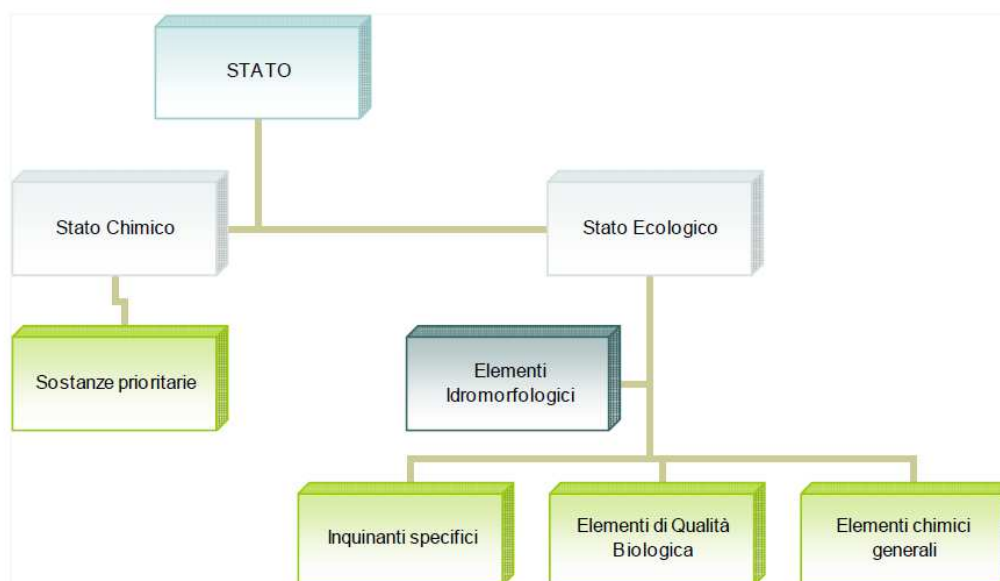 STATO
Stato Chimico
Stato Ecologico
Sostanze prioritarie
Elementi
Idromorfologici
Inquinanti specifici
Elementi di Qualità
Biologica
Elementi chimici
generali